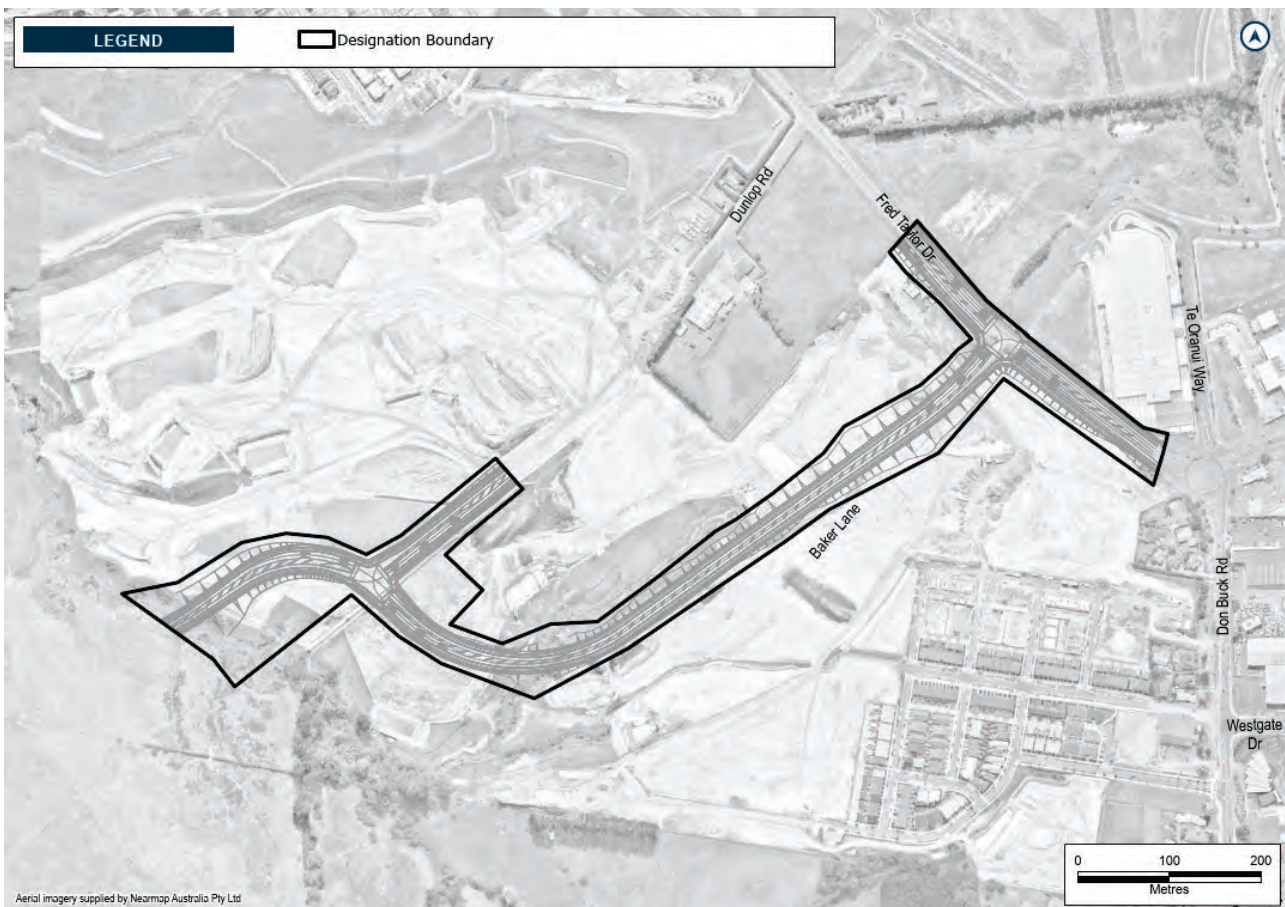 LEGEND
Designation Boundary
Dunlop Rd
Fred Taylor Dr
Te Oranui Way
Baker Lane
Don Buck Rd
Westgate
Dr
0 100 200
Metres
Aerial imagery supplied by Nearmap Australia Pty Ltd